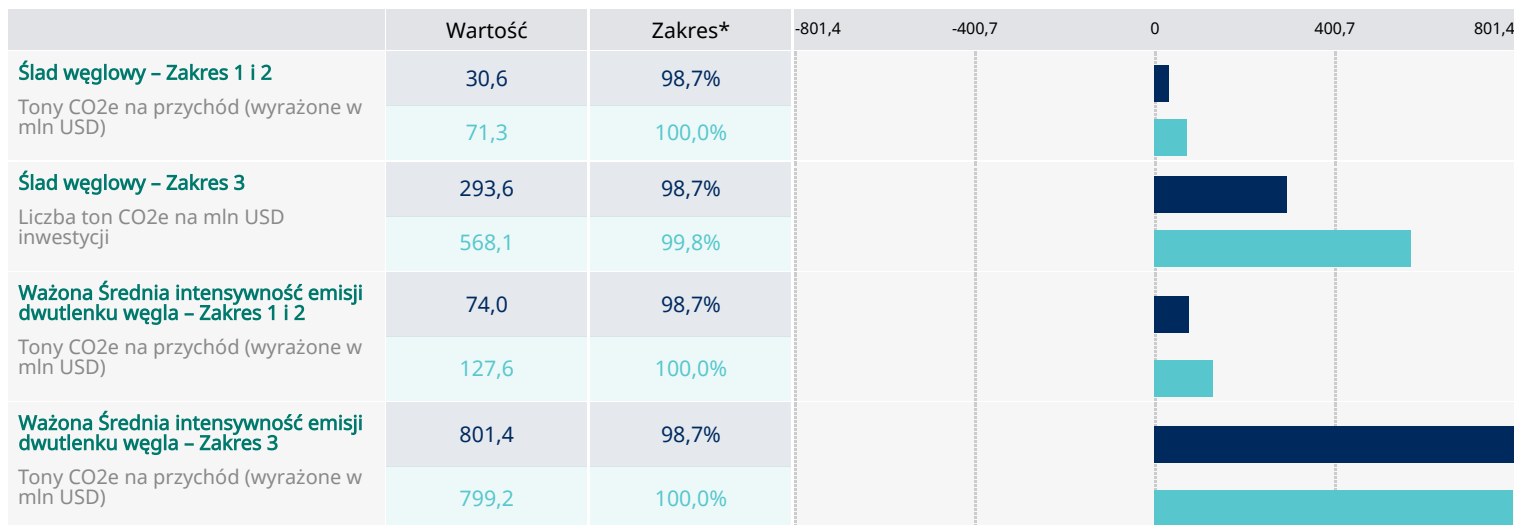 Wartość Zakres* -801,4 -400,7 0 400,7 801,4
Ślad węglowy – Zakres 1 i 2
Tony CO2e na przychód (wyrażone w
mln USD)
30,6 98,7%
71,3 100,0%
Ślad węglowy – Zakres 3
Liczba ton CO2e na mln USD
inwestycji
293,6 98,7%
568,1 99,8%
Ważona Średnia intensywność emisji
dwutlenku węgla – Zakres 1 i 2
Tony CO2e na przychód (wyrażone w
mln USD)
74,0 98,7%
127,6 100,0%
Ważona Średnia intensywność emisji
dwutlenku węgla – Zakres 3
Tony CO2e na przychód (wyrażone w
mln USD)
801,4 98,7%
799,2 100,0%